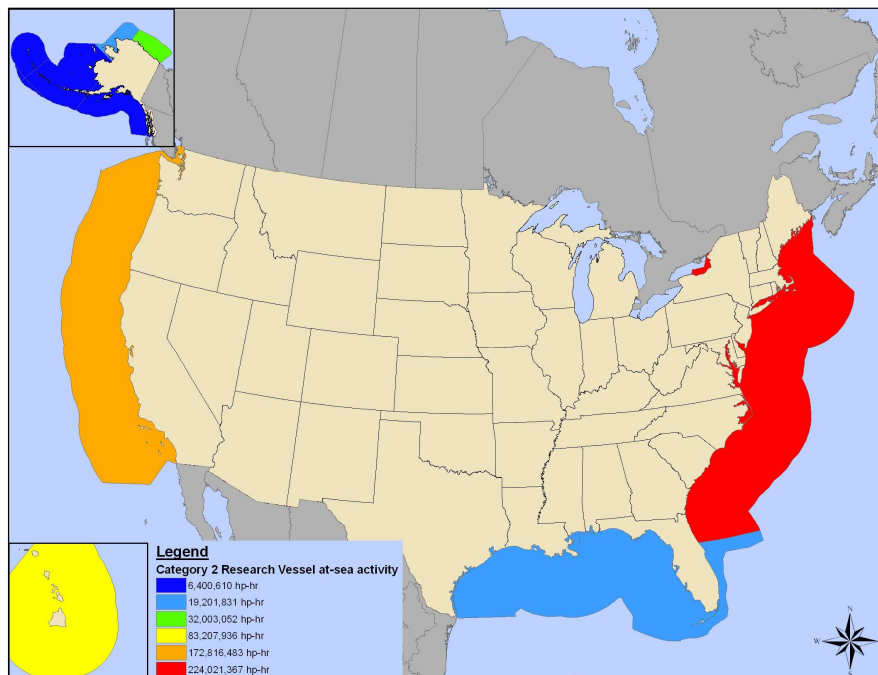 Legend
Category 2 Research Vessel at-sea activity
6,400,610 hp-hr
19,201,831 hp-hr
32,003,052 hp-hr
83,207,936 hp-hr
172,816,483 hp-hr
224,021,367 hp-hr
N
W
E
S